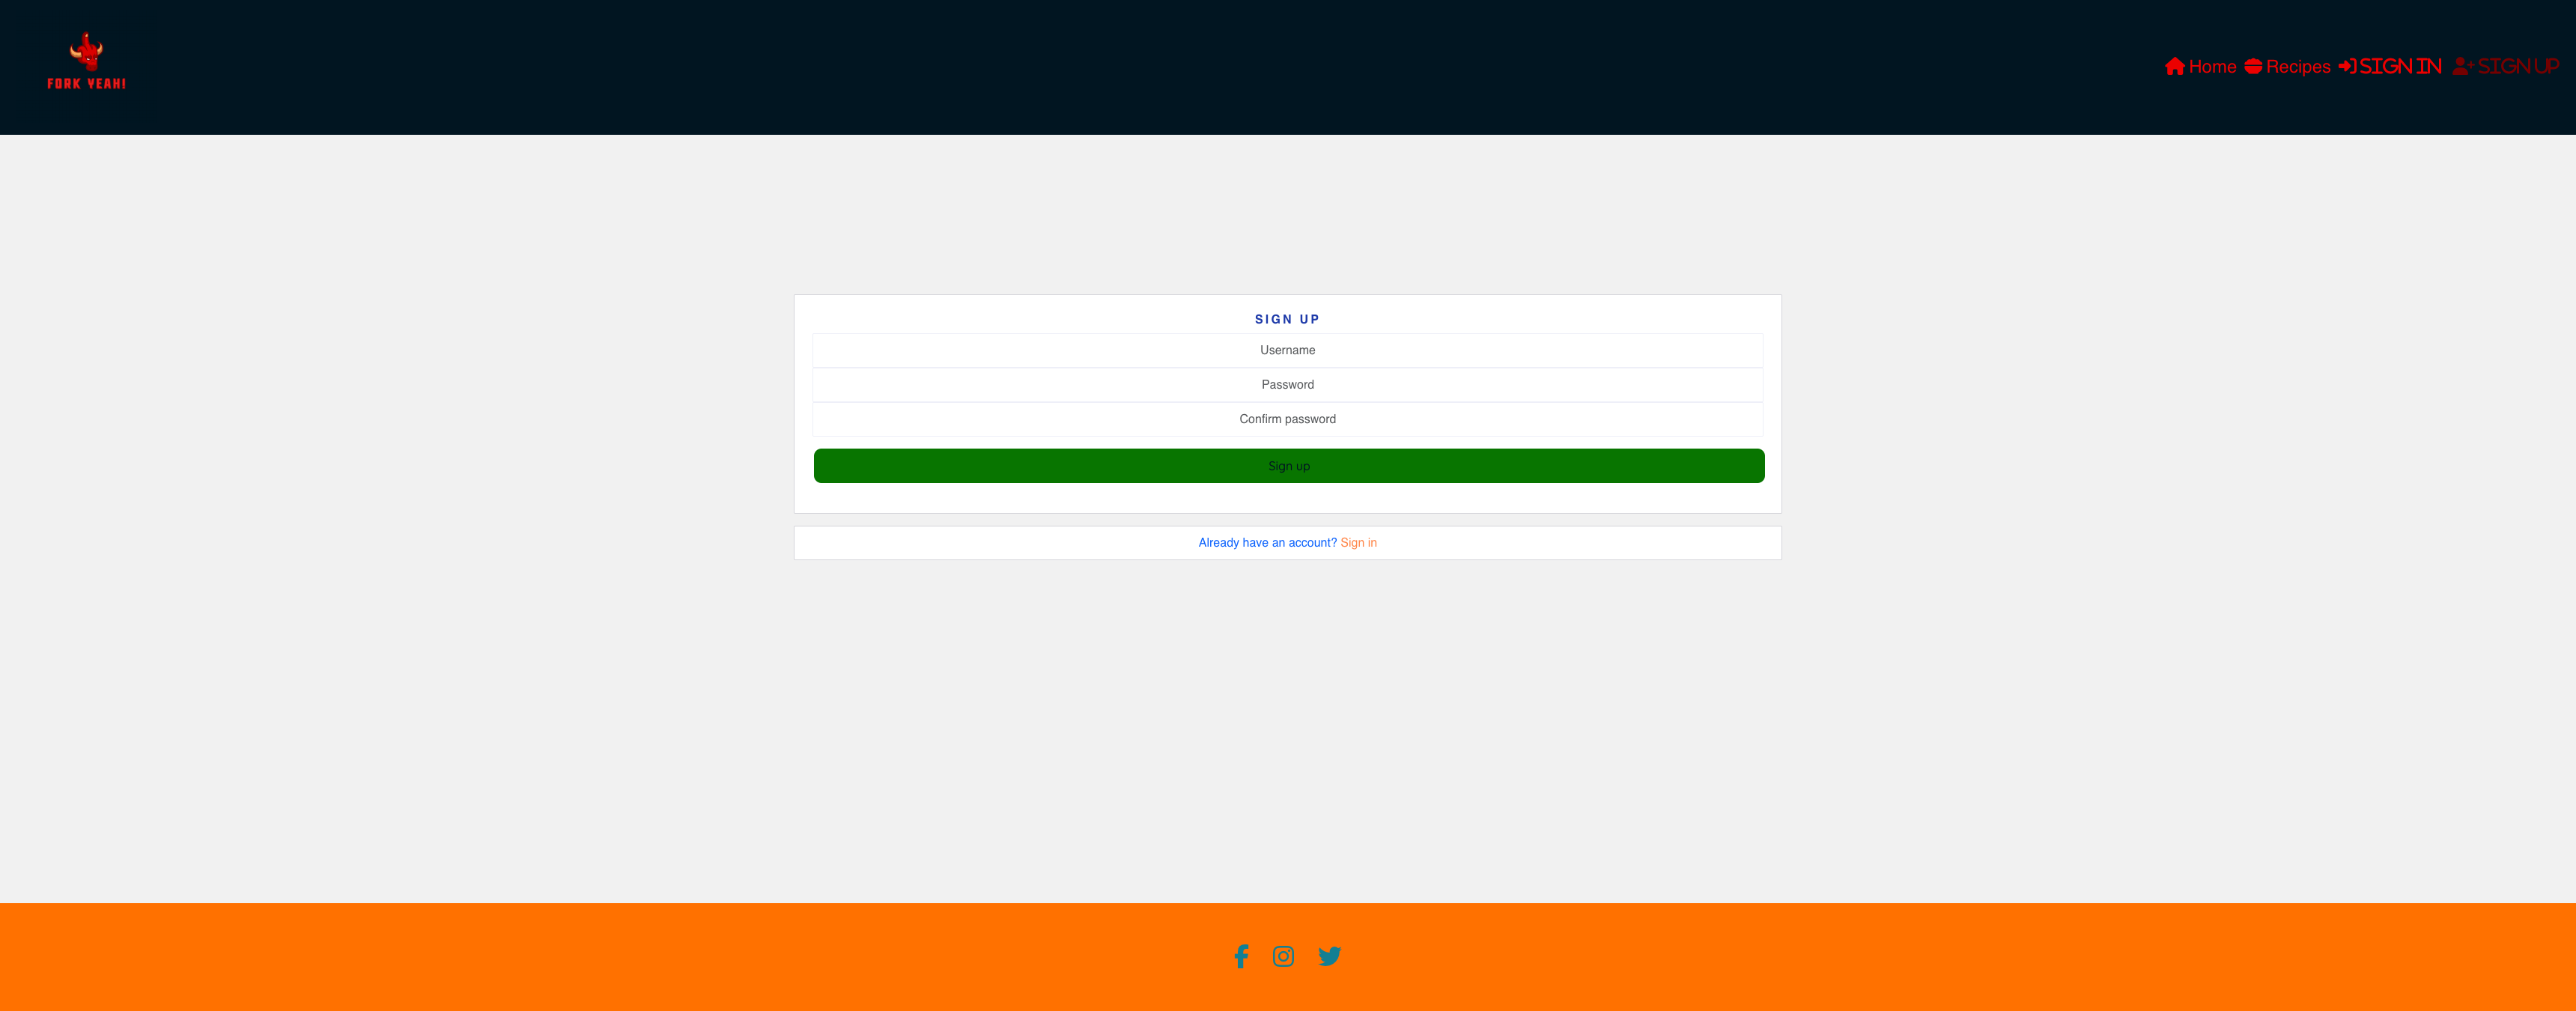 FORK YEAH!
Home Recipes SIGN IN SIGN UP
SIGN UP
Username
Password
Confirm password
Sign up
Already have an account? Sign in